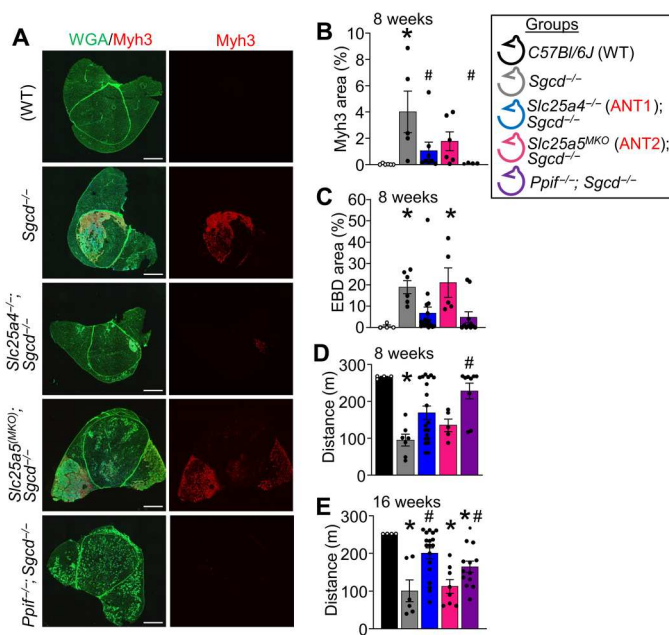 A
WGA/Myh3
Myh3
(WT)
Sgcd–/–
Slc25a4–/–;
Sgcd–/–
Slc25a5(MKO);
Sgcd–/–
Ppif–/–; Sgcd–/–
B
8 weeks
Myh3 area (%)
8
6
4
2
0
*
#
#
C
8 weeks
EBD area (%)
60
50
40
30
20
10
0
*
*
D
8 weeks
Distance (m)
300
200
100
0
*
#
E
16 weeks
Distance (m)
300
200
100
0
*
#
*
*#
Groups
C57Bl/6J (WT)
Sgcd–/–
Slc25a4–/– (ANT1);
Sgcd–/–
Slc25a5MKO (ANT2);
Sgcd–/–
Ppif–/–; Sgcd–/–